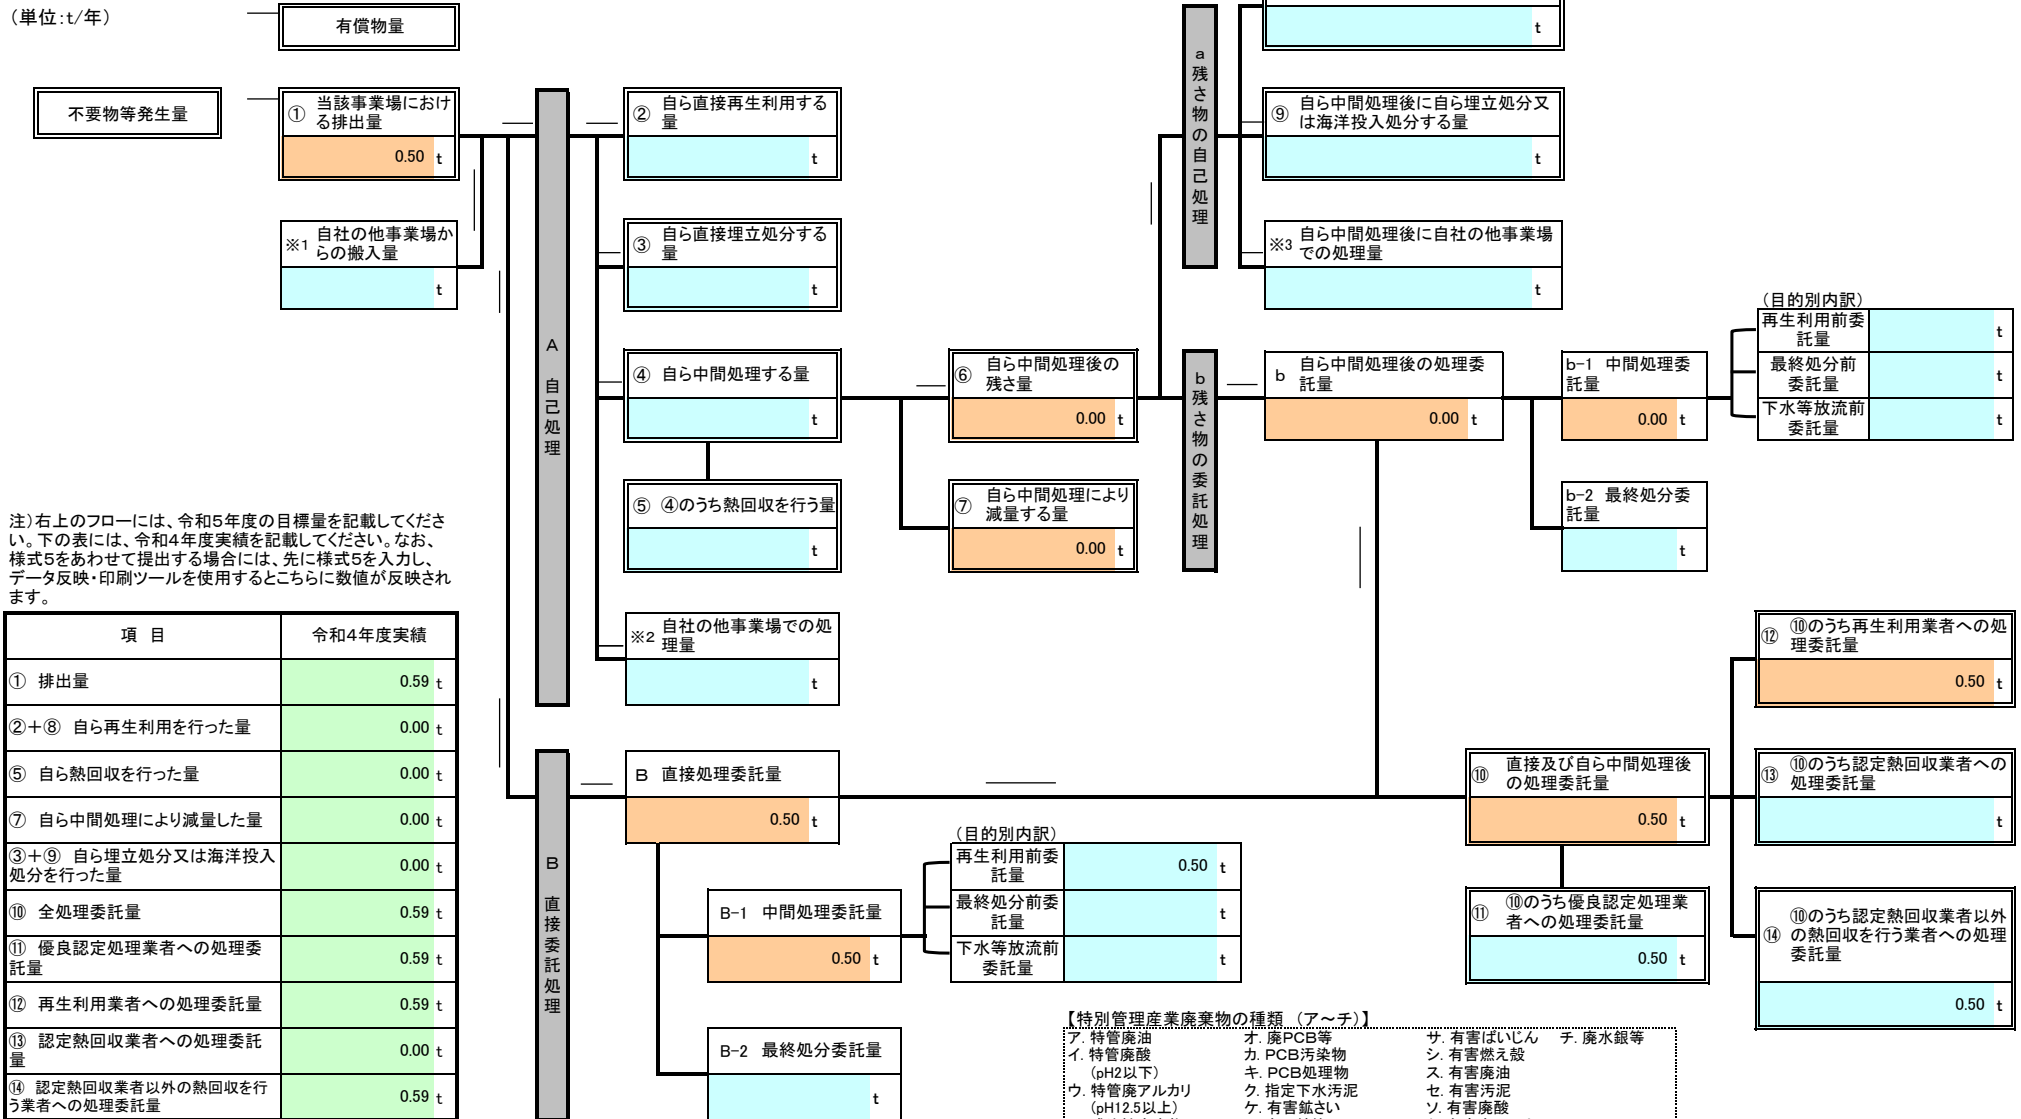 （単位:t/年）
有償物量
t
不要物等発生量
① 当該事業場におけ
る排出量
0.50 t
※1 自社の他事業場か
らの搬入量
t
A 自己処理
② 自ら直接再生利用する
量
t
③ 自ら直接埋立処分する
量
t
④ 自ら中間処理する量
t
⑤ ④のうち熱回収を行う量
t
※2 自社の他事業場での処
理量
t
⑥ 自ら中間処理後の
残さ量
0.00 t
⑦ 自ら中間処理により
減量する量
0.00 t
a 残さ物の自己処理
⑨ 自ら中間処理後に自ら埋立処分又
は海洋投入処分する量
t
※3 自ら中間処理後に自社の他事業場
での処理量
t
b 残さ物の委託処理
b 自ら中間処理後の処理委
託量
0.00 t
b-1 中間処理委
託量
0.00 t
b-2 最終処分委
託量
t
（目的別内訳）
再生利用前委
託量
t
最終処分前
委託量
t
下水等放流前
委託量
t
注）右上のフローには、令和5年度の目標量を記載してくださ
い。下の表には、令和4年度実績を記載してください。なお、
様式5をあわせて提出する場合には、先に様式5を入力し、
データ反映・印刷ツールを使用するとこちらに数値が反映され
ます。
項 目 令和4年度実績
① 排出量 0.59 t
②＋⑧ 自ら再生利用を行った量 0.00 t
⑤ 自ら熱回収を行った量 0.00 t
⑦ 自ら中間処理により減量した量 0.00 t
③＋⑨ 自ら埋立処分又は海洋投入
処分を行った量 0.00 t
⑩ 全処理委託量 0.59 t
⑪ 優良認定処理業者への処理委
託量 0.59 t
⑫ 再生利用業者への処理委託量 0.59 t
⑬ 認定熱回収業者への処理委託
量 0.00 t
⑭ 認定熱回収業者以外の熱回収を行
う業者への処理委託量 0.59 t
B 直接委託処理
B 直接処理委託量
0.50 t
B-1 中間処理委託量
0.50 t
B-2 最終処分委託量
t
（目的別内訳）
再生利用前委
託量
0.50 t
最終処分前委
託量
t
下水等放流前
委託量
t
⑩ 直接及び自ら中間処理後
の処理委託量
0.50 t
⑪ ⑩のうち優良認定処理業
者への処理委託量
0.50 t
⑫ ⑩のうち再生利用業者への処
理委託量
0.50 t
⑬ ⑩のうち認定熱回収業者への
処理委託量
t
⑭ ⑩のうち認定熱回収業者以外
の熱回収を行う業者への処理
委託量
0.50 t
【特別管理産業廃棄物の種類 （ア～チ）】
ア. 特管廃油 オ. 廃PCB等 サ. 有害ばいじん チ. 廃水銀等
イ. 特管廃酸 カ. PCB汚染物 シ. 有害燃え殻
（pH2以下） キ. PCB処理物 ス. 有害廃油
ウ. 特管廃アルカリ ク. 指定下水汚泥 セ. 有害汚泥
（pH12.5以上） ケ. 有害鉱さい ソ. 有害廃酸